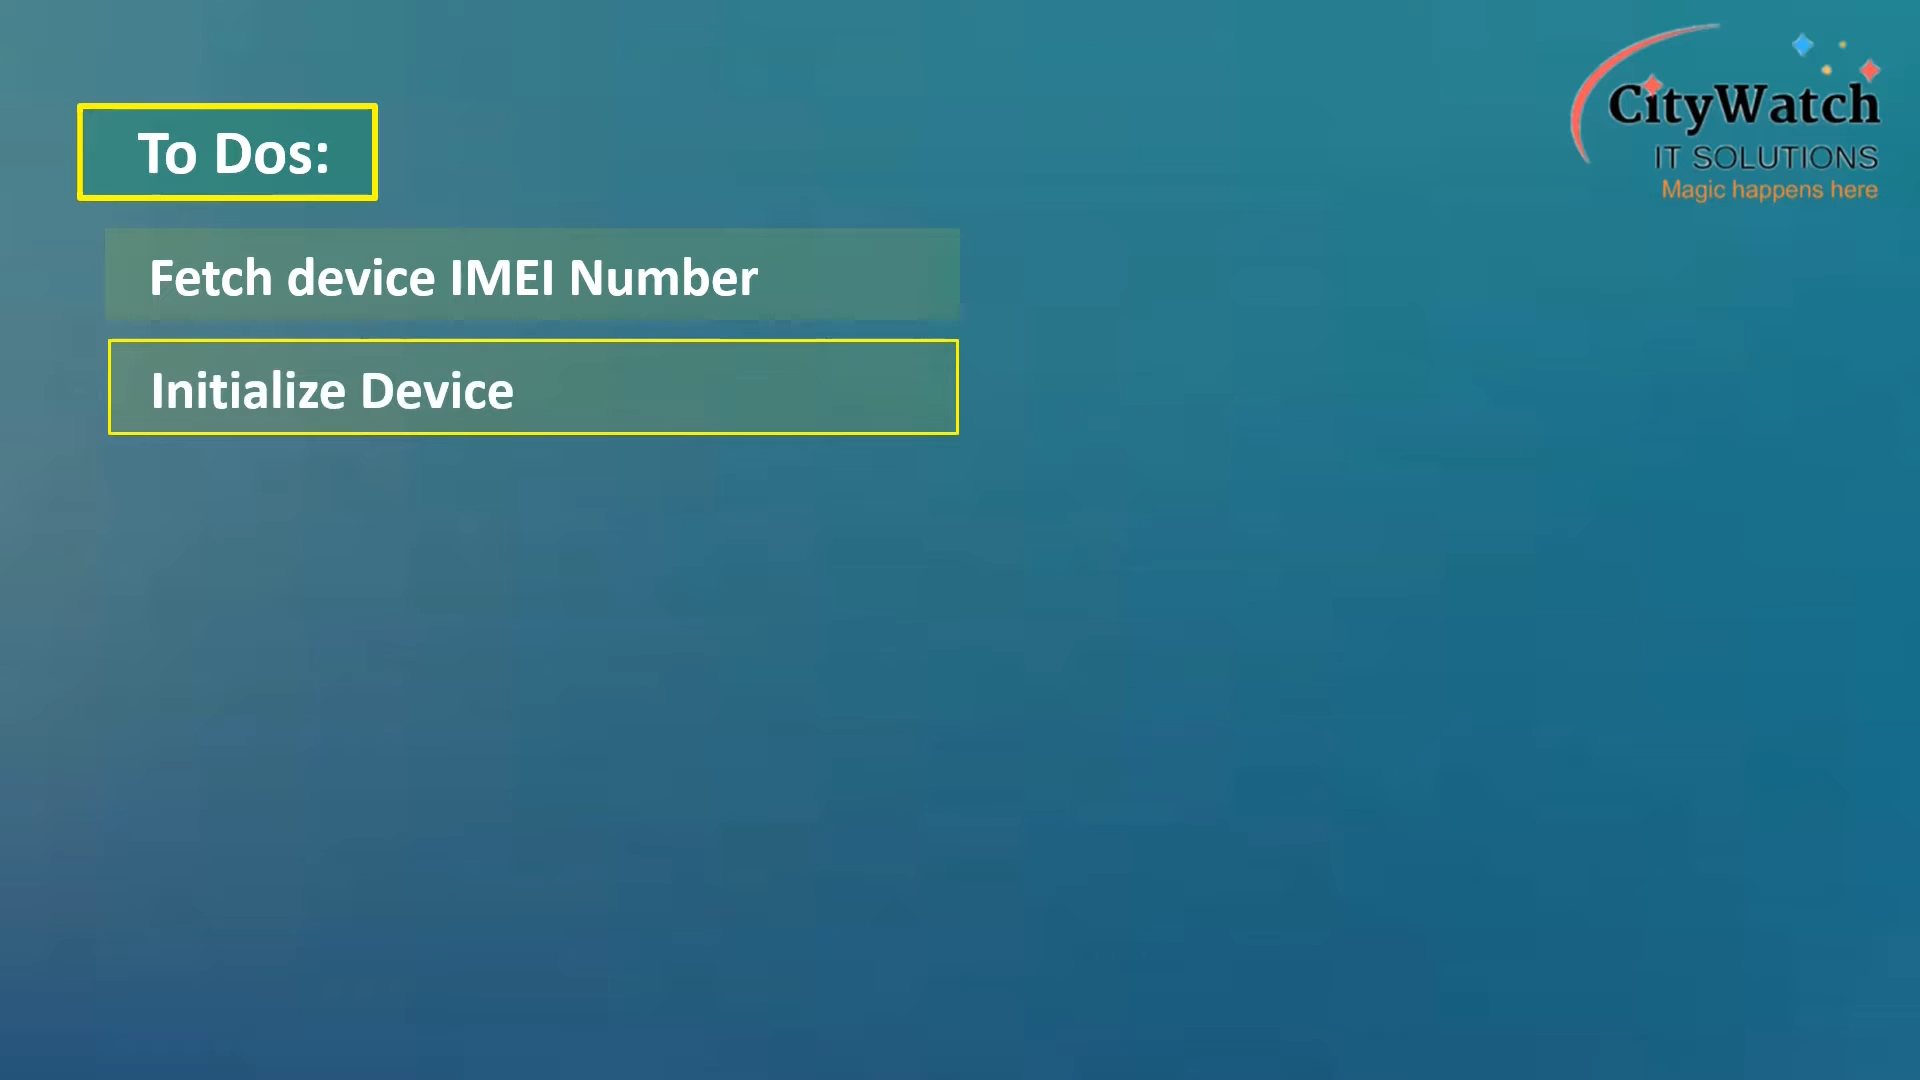 To Dos:
Fetch device IMEI Number
Initialize Device
CityWatch
IT SOLUTIONS
Magic happens here